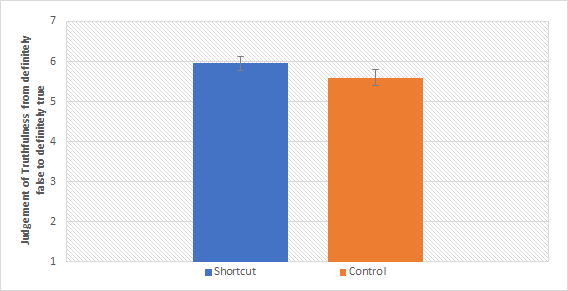 Judgement of Truthfulness from definitely
false to definitely true
7
6
5
4
3
2
1
Shortcut Control